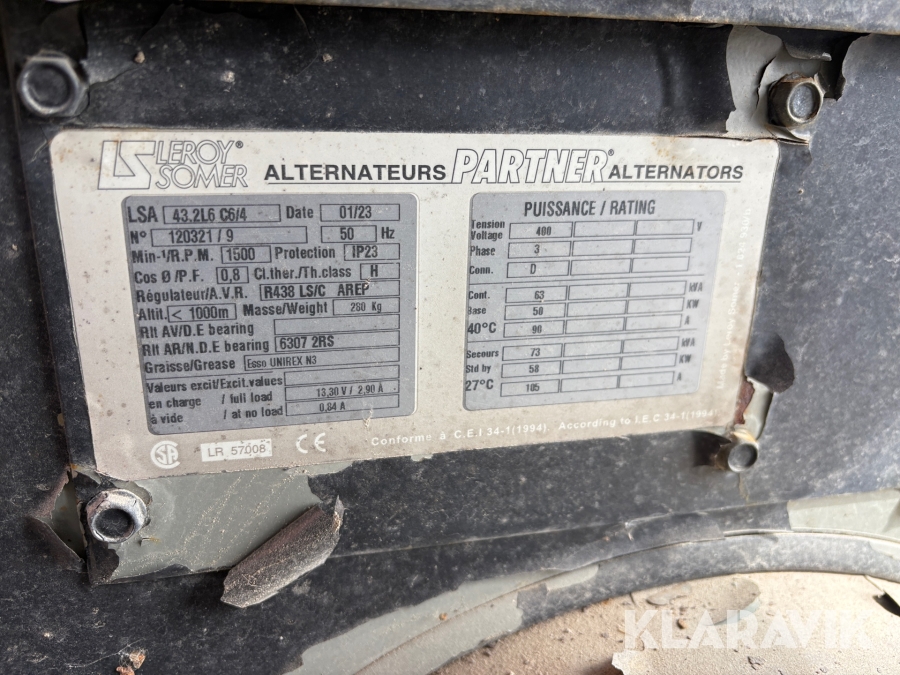 LS LEROY® SOMER ALTERNATEURS PARTNER® ALTERNATORS
LSA 43.2L6 C6/4 Date 01/23
N° 120321 / 9 50 Hz
Min-¹/R.P.M. 1500 Protection IP23
Cos Ø /P.F. 0,8 Cl.ther./Th.class H
Régulateur/A.V.R. R438 LS/C AREP
Altit. < 1000m Masse/Weight 280 Kg
Rlt AV/D.E bearing
Rlt AR/N.D.E bearing 6307 2RS
Graisse/Grease Esso UNIREX N3
Valeurs excit/Excit.values
en charge / full load 13,30 V / 2,90 A
à vide / at no load 0,84 A
PUISSANCE / RATING
Tension
Voltage 400 V
Phase 3
Conn. D
Cont. 63 kVA
Base 50 KW
40°C 90 A
Secours 73 kVA
Std by 58 KW
27°C 105 A
SA LR 57008 CE Conforme à C.E.I 34-1(1994). According to I.E.C 34-1(1994)
KLARAVIK